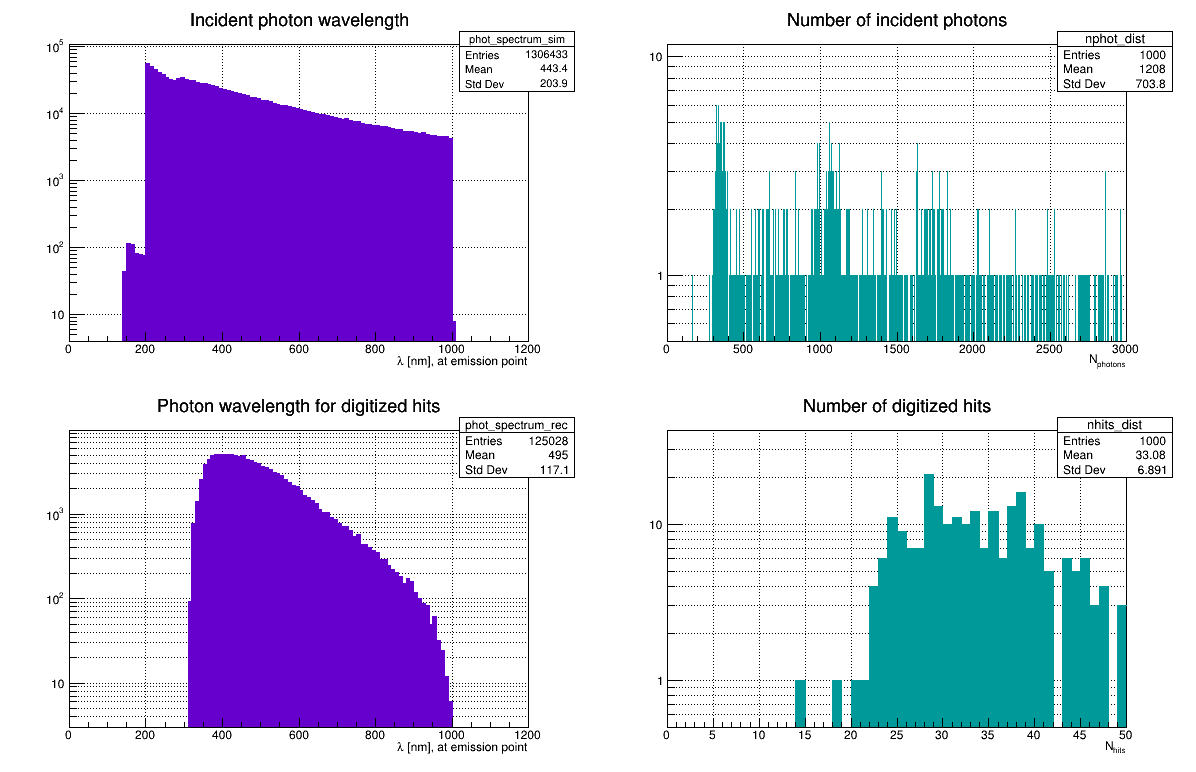 Incident photon wavelength
phot_spectrum_sim
Entries 1306433
Mean 443.4
Std Dev 203.9
10^5
10^4
10^3
10^2
10
0 200 400 600 800 1000 1200
λ [nm], at emission point
Number of incident photons
nphot_dist
Entries 1000
Mean 1208
Std Dev 703.8
10
1
0 500 1000 1500 2000 2500 3000
N_photons
Photon wavelength for digitized hits
phot_spectrum_rec
Entries 125028
Mean 495
Std Dev 117.1
10^3
10^2
10
0 200 400 600 800 1000 1200
λ [nm], at emission point
Number of digitized hits
nhits_dist
Entries 1000
Mean 33.08
Std Dev 6.891
10
1
0 5 10 15 20 25 30 35 40 45 50
N_hits